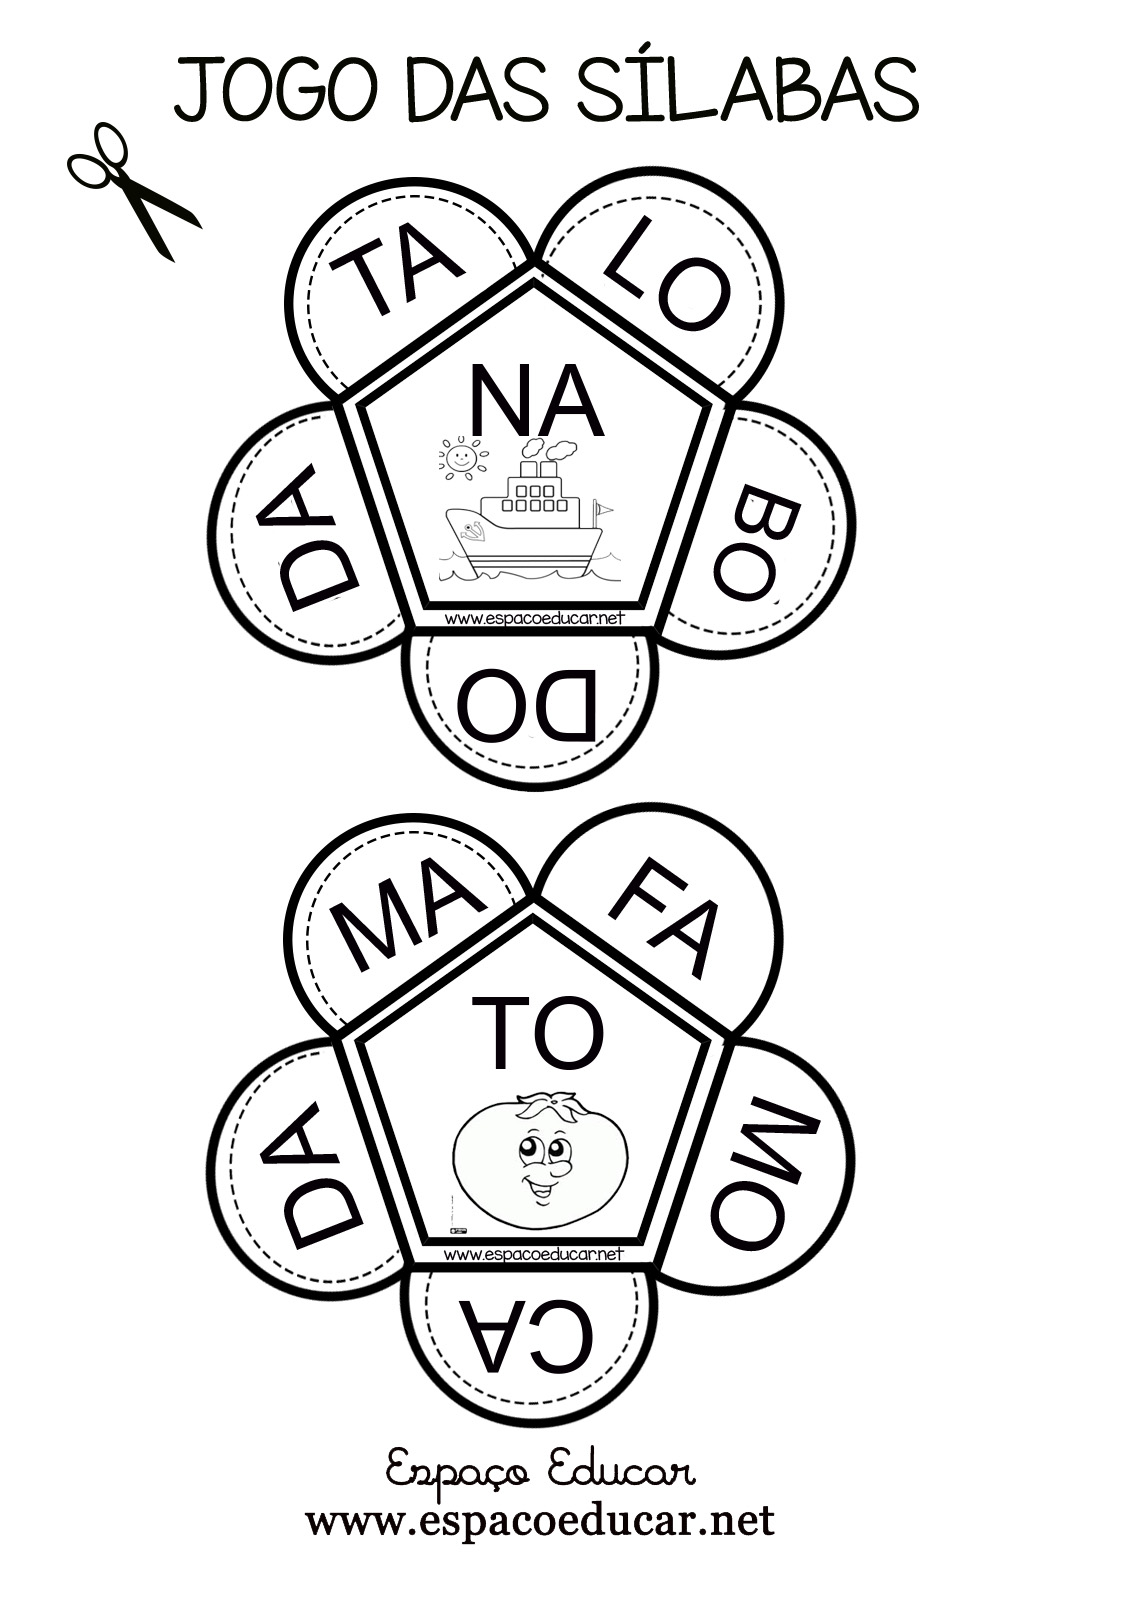 JOGO DAS SÍLABAS
TA
LO
NA
DA
BO
www.espacoeducar.net
DO
MA
FA
TO
DA
MO
www.espacoeducar.net
CA
Espaço Educar
www.espacoeducar.net